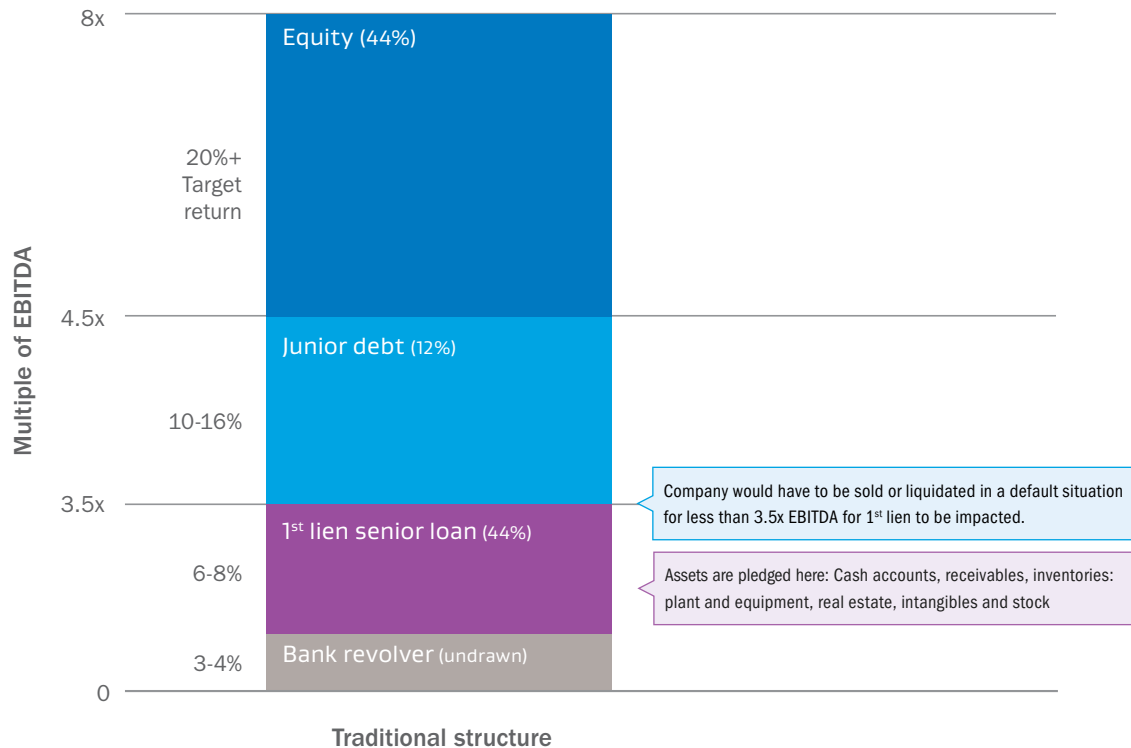 8x
Equity (44%)
20%+
Target
return
Multiple of EBITDA
4.5x
Junior debt (12%)
10-16%
3.5x
Company would have to be sold or liquidated in a default situation
for less than 3.5x EBITDA for 1st lien to be impacted.
1st lien senior loan (44%)
6-8%
Assets are pledged here: Cash accounts, receivables, inventories:
plant and equipment, real estate, intangibles and stock
Bank revolver (undrawn)
3-4%
0
Traditional structure